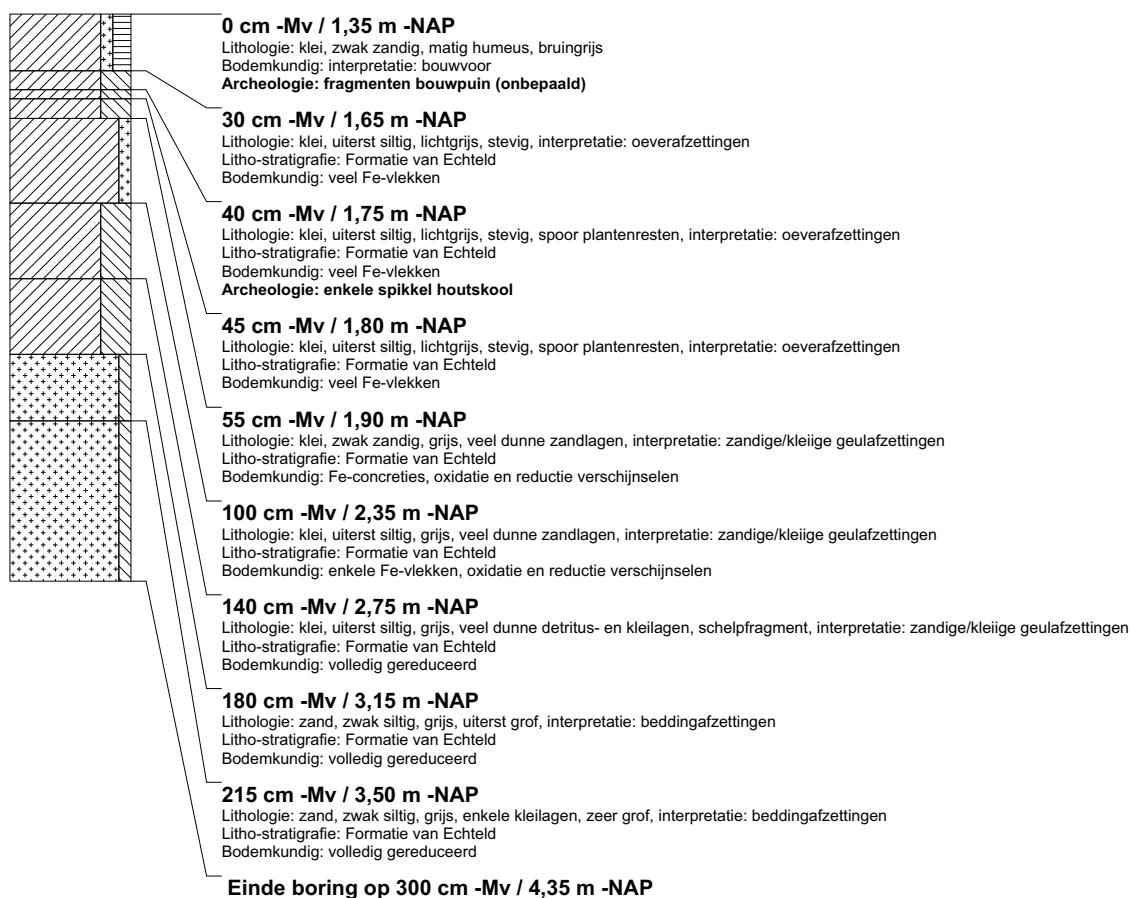 0 cm -Mv / 1,35 m -NAP
Lithologie: klei, zwak zandig, matig humeus, bruingrijs
Bodemkundig: interpretatie: bouwvoor
Archeologie: fragmenten bouwpuin (onbepaald)
30 cm -Mv / 1,65 m -NAP
Lithologie: klei, uiterst siltig, lichtgrijs, stevig, interpretatie: oeverafzettingen
Litho-stratigrafie: Formatie van Echteld
Bodemkundig: veel Fe-vlekken
40 cm -Mv / 1,75 m -NAP
Lithologie: klei, uiterst siltig, lichtgrijs, stevig, spoor plantenresten, interpretatie: oeverafzettingen
Litho-stratigrafie: Formatie van Echteld
Bodemkundig: veel Fe-vlekken
Archeologie: enkele spikkel houtskool
45 cm -Mv / 1,80 m -NAP
Lithologie: klei, uiterst siltig, lichtgrijs, stevig, spoor plantenresten, interpretatie: oeverafzettingen
Litho-stratigrafie: Formatie van Echteld
Bodemkundig: veel Fe-vlekken
55 cm -Mv / 1,90 m -NAP
Lithologie: klei, zwak zandig, grijs, veel dunne zandlagen, interpretatie: zandige/kleiige geulafzettingen
Litho-stratigrafie: Formatie van Echteld
Bodemkundig: Fe-concreties, oxidatie en reductie verschijnselen
100 cm -Mv / 2,35 m -NAP
Lithologie: klei, uiterst siltig, grijs, veel dunne zandlagen, interpretatie: zandige/kleiige geulafzettingen
Litho-stratigrafie: Formatie van Echteld
Bodemkundig: enkele Fe-vlekken, oxidatie en reductie verschijnselen
140 cm -Mv / 2,75 m -NAP
Lithologie: klei, uiterst siltig, grijs, veel dunne detritus- en kleilagen, schelpfragment, interpretatie: zandige/kleiige geulafzettingen
Litho-stratigrafie: Formatie van Echteld
Bodemkundig: volledig gereduceerd
180 cm -Mv / 3,15 m -NAP
Lithologie: zand, zwak siltig, grijs, uiterst grof, interpretatie: beddingafzettingen
Litho-stratigrafie: Formatie van Echteld
Bodemkundig: volledig gereduceerd
215 cm -Mv / 3,50 m -NAP
Lithologie: zand, zwak siltig, grijs, enkele kleilagen, zeer grof, interpretatie: beddingafzettingen
Litho-stratigrafie: Formatie van Echteld
Bodemkundig: volledig gereduceerd
Einde boring op 300 cm -Mv / 4,35 m -NAP